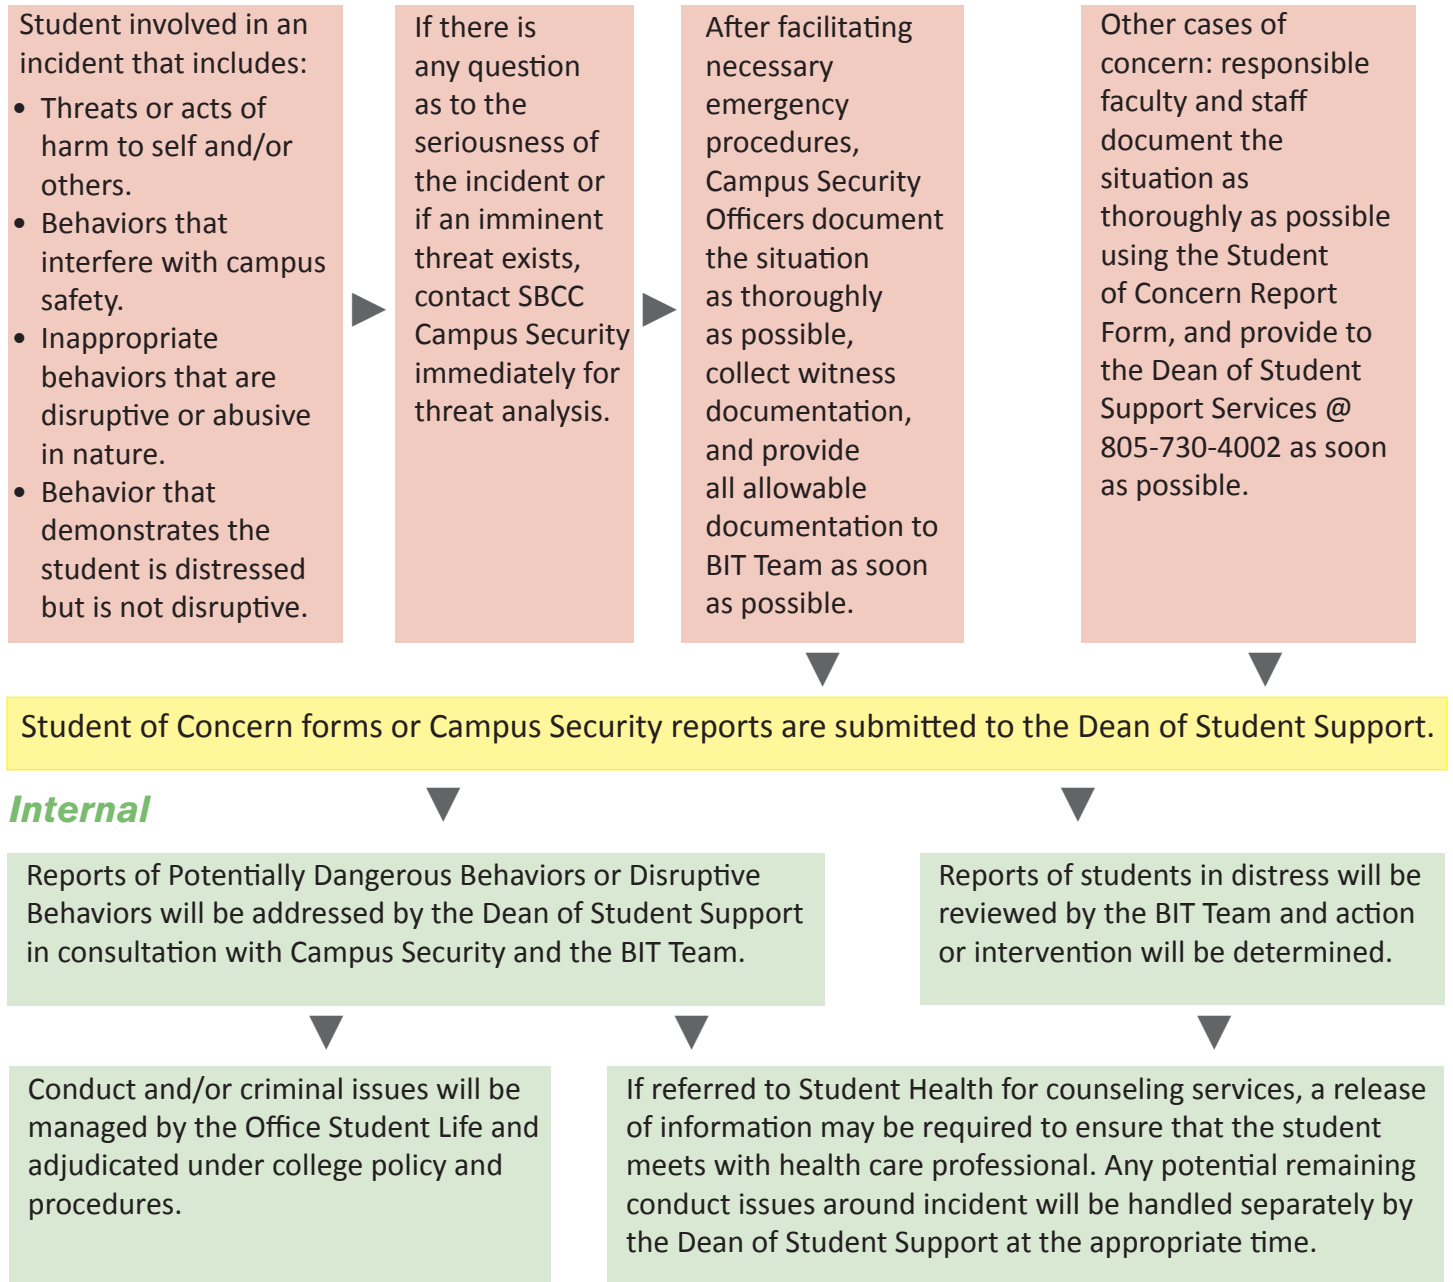 Student involved in an
incident that includes:
• Threats or acts of
harm to self and/or
others.
• Behaviors that
interfere with campus
safety.
• Inappropriate
behaviors that are
disruptive or abusive
in nature.
• Behavior that
demonstrates the
student is distressed
but is not disruptive.
If there is
any question
as to the
seriousness of
the incident or
if an imminent
threat exists,
contact SBCC
Campus Security
immediately for
threat analysis.
After facilitating
necessary
emergency
procedures,
Campus Security
Officers document
the situation
as thoroughly
as possible,
collect witness
documentation,
and provide
all allowable
documentation to
BIT Team as soon
as possible.
Other cases of
concern: responsible
faculty and staff
document the
situation as
thoroughly as possible
using the Student
of Concern Report
Form, and provide to
the Dean of Student
Support Services @
805-730-4002 as soon
as possible.
Student of Concern forms or Campus Security reports are submitted to the Dean of Student Support.
Internal
Reports of Potentially Dangerous Behaviors or Disruptive
Behaviors will be addressed by the Dean of Student Support
in consultation with Campus Security and the BIT Team.
Reports of students in distress will be
reviewed by the BIT Team and action
or intervention will be determined.
Conduct and/or criminal issues will be
managed by the Office Student Life and
adjudicated under college policy and
procedures.
If referred to Student Health for counseling services, a release
of information may be required to ensure that the student
meets with health care professional. Any potential remaining
conduct issues around incident will be handled separately by
the Dean of Student Support at the appropriate time.